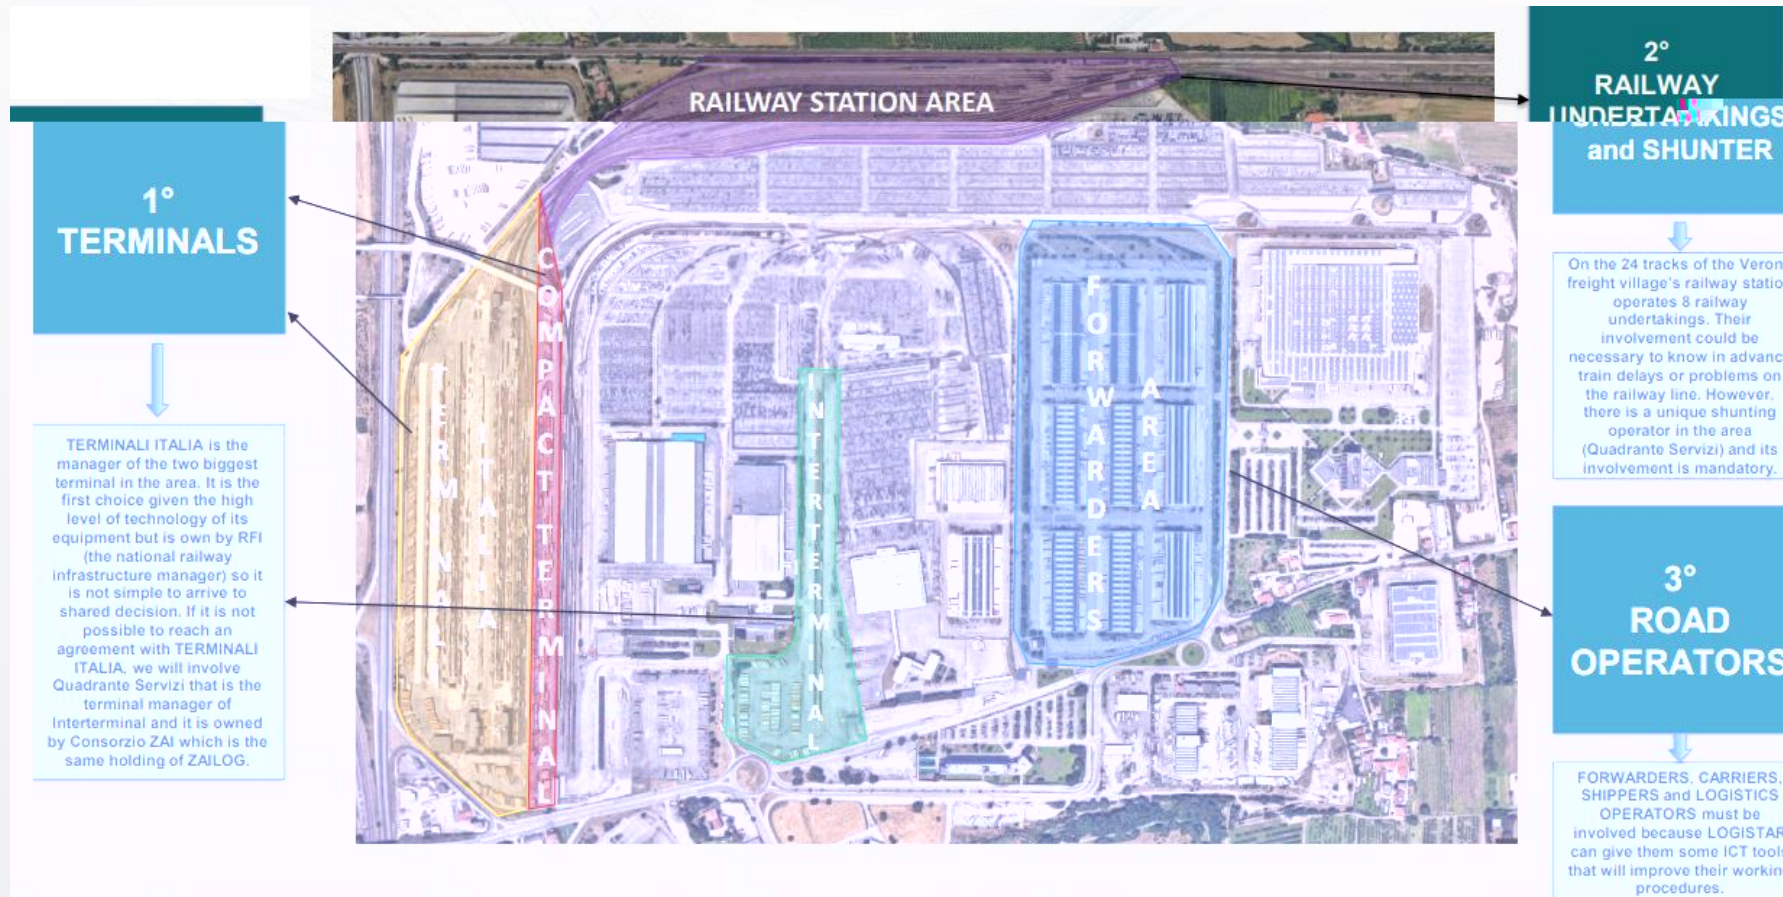 RAILWAY STATION AREA
1°
TERMINALS
TERMINALI ITALIA is the
manager of the two biggest
terminal in the area. It is the
first choice given the high
level of technology of its
equipment but is own by RFI
(the national railway
infrastructure manager) so it
is not simple to arrive to
shared decision. If it is not
possible to reach an
agreement with TERMINALI
ITALIA, we will involve
Quadrante Servizi that is the
terminal manager of
Interterminal and it is owned
by Consorzio ZAI which is the
same holding of ZAILOG.
TERMINALI
ITALIA
COMPACT TERMINAL
INTERTERMINAL
FORWARDERS
AREA
2°
RAILWAY
UNDERTAKINGS
and SHUNTER
On the 24 tracks of the Veron
freight village's railway statio
operates 8 railway
undertakings. Their
involvement could be
necessary to know in advanc
train delays or problems on
the railway line. However,
there is a unique shunting
operator in the area
(Quadrante Servizi) and its
involvement is mandatory.
3°
ROAD
OPERATORS
FORWARDERS, CARRIERS,
SHIPPERS and LOGISTICS
OPERATORS must be
involved because LOGISTAR
can give them some ICT tools
that will improve their workin
procedures.